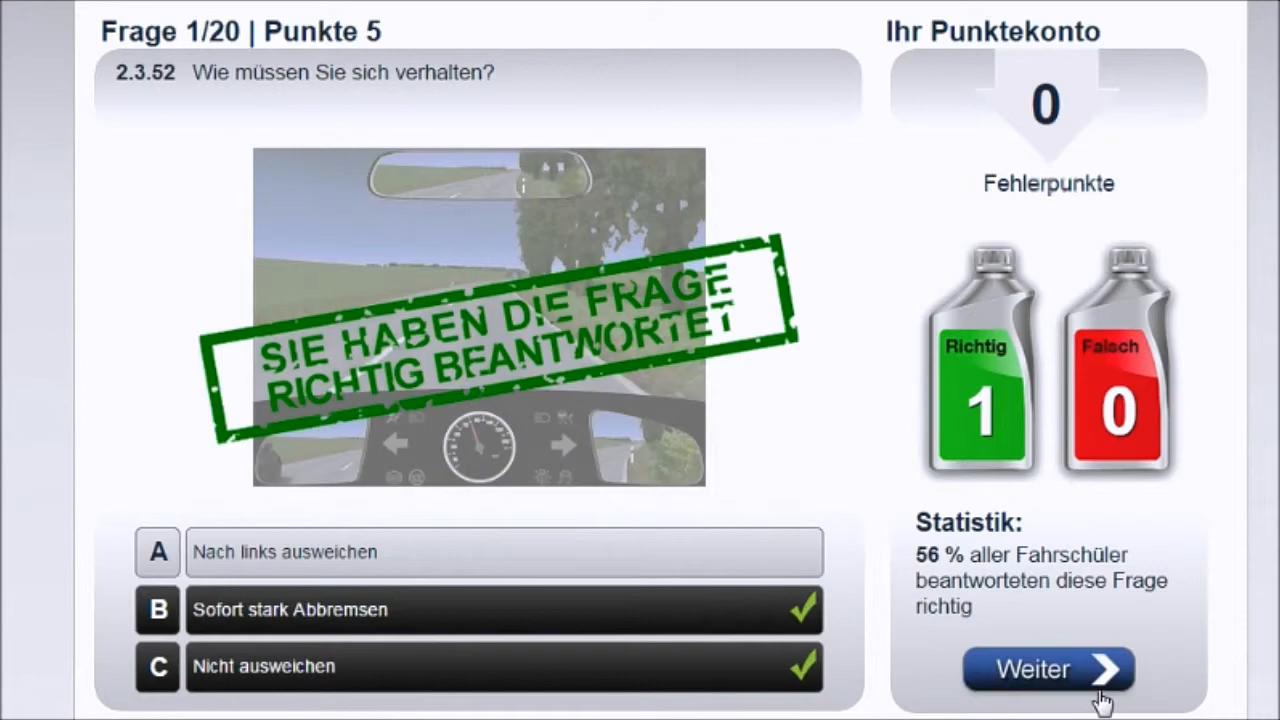 Frage 1/20 | Punkte 5
2.3.52 Wie müssen Sie sich verhalten?
SIE HABEN DIE FRAGE
RICHTIG BEANTWORTET
A Nach links ausweichen
B Sofort stark Abbremsen
C Nicht ausweichen
Ihr Punktekonto
0
Fehlerpunkte
Richtig
1
Falsch
0
Statistik:
56 % aller Fahrschüler
beantworteten diese Frage
richtig
Weiter